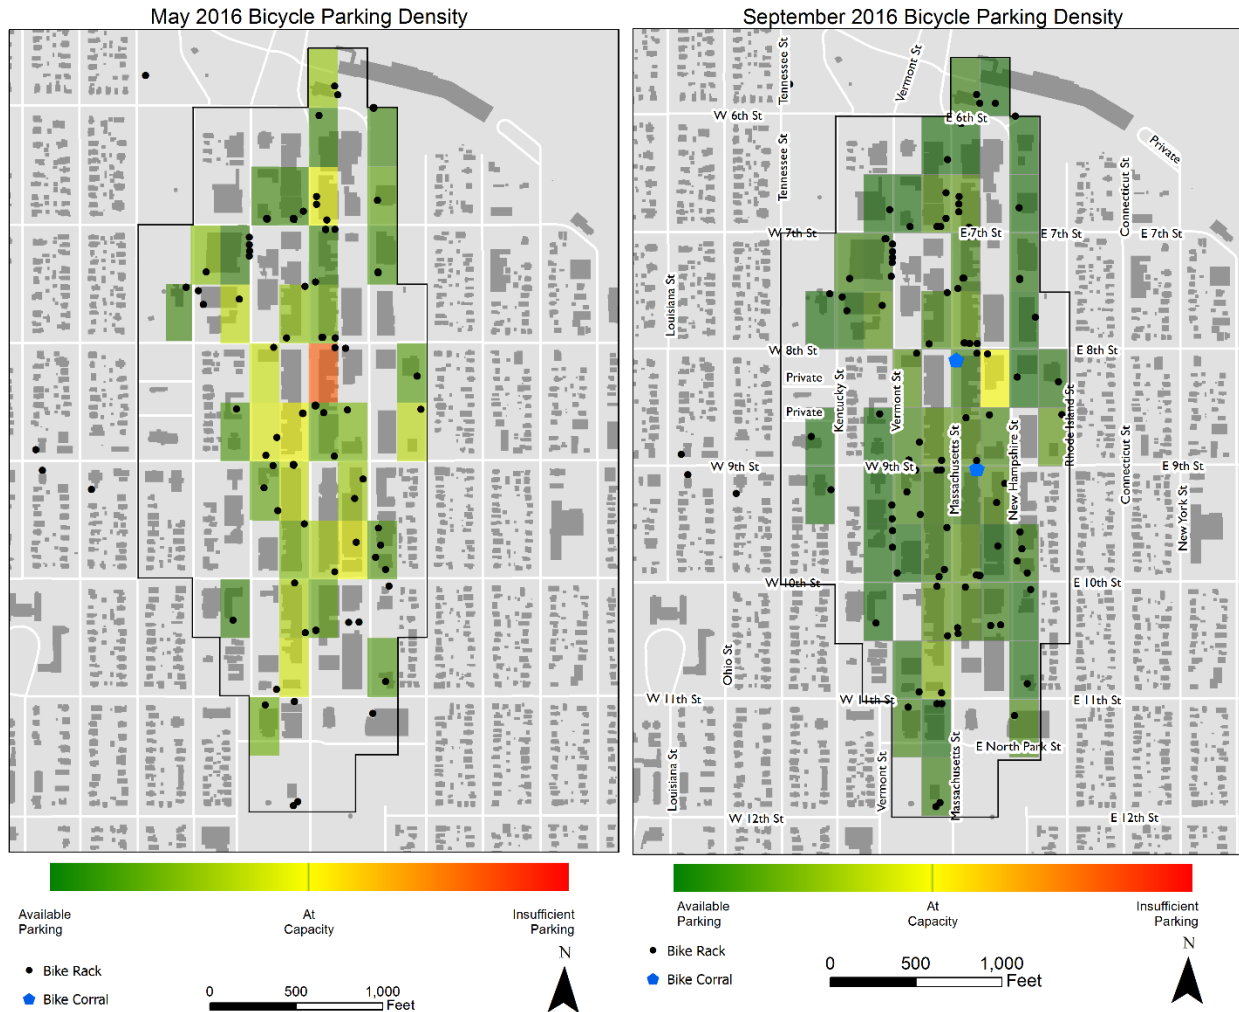 May 2016 Bicycle Parking Density
Available
Parking
At
Capacity
Insufficient
Parking
Bike Rack
Bike Corral
0
500
1,000
Feet
N
September 2016 Bicycle Parking Density
Tennessee St
Vermont St
W 6th St
E 6th St
Private
Tennessee St
Connecticut St
W 7th St
E 7th St
E 7th St
E 7th St
Louisiana St
W 8th St
E 8th St
Private
Private
Kentucky St
Vermont St
Massachusetts St
New Hampshire St
Rhode Island St
Connecticut St
W 9th St
W 9th St
E 9th St
New York St
W 10th St
E 10th St
Ohio St
W 11th St
W 11th St
E 11th St
E North Park St
Louisiana St
Vermont St
Massachusetts St
W 12th St
E 12th St
Available
Parking
At
Capacity
Insufficient
Parking
Bike Rack
Bike Corral
0
500
1,000
Feet
N